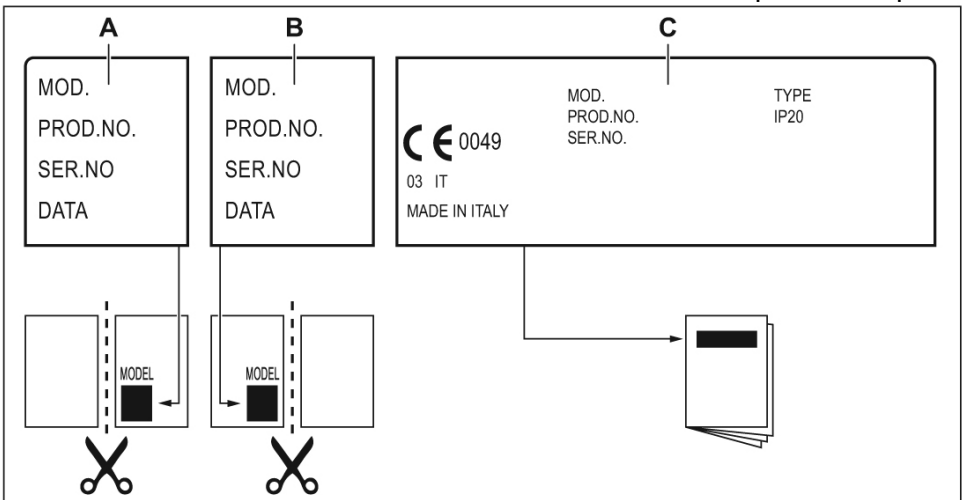 A
B
C
MOD.
PROD.NO.
SER.NO
DATA
MOD.
PROD.NO.
SER.NO
DATA
MOD.
PROD.NO.
SER.NO.
TYPE
IP20
CE 0049
03 IT
MADE IN ITALY
MODEL
MODEL